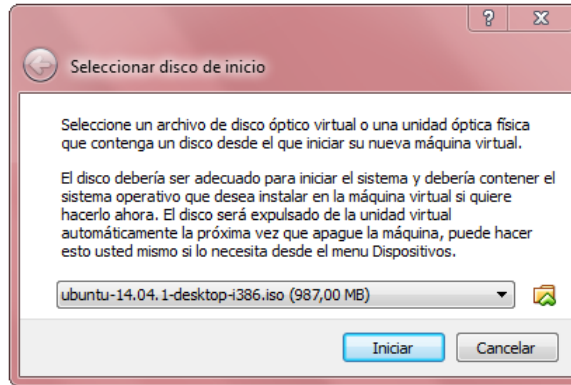 Seleccionar disco de inicio
Seleccione un archivo de disco óptico virtual o una unidad óptica física
que contenga un disco desde el que iniciar su nueva máquina virtual.
El disco debería ser adecuado para iniciar el sistema y debería contener el
sistema operativo que desea instalar en la máquina virtual si quiere
hacerlo ahora. El disco será expulsado de la unidad virtual
automáticamente la próxima vez que apague la máquina, puede hacer
esto usted mismo si lo necesita desde el menu Dispositivos.
ubuntu-14.04.1-desktop-i386.iso (987,00 MB)
Iniciar Cancelar